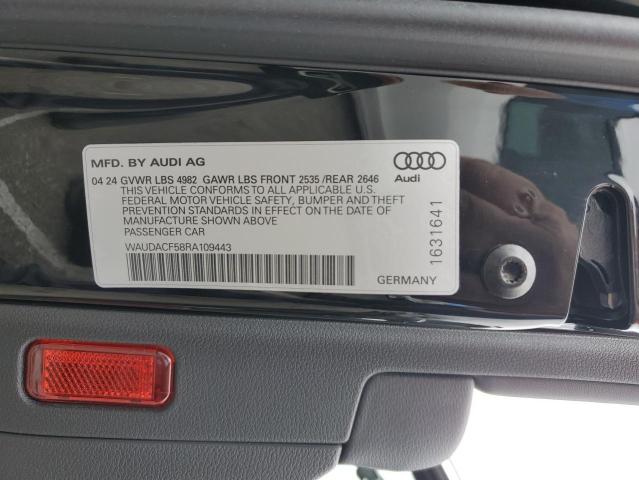 MFD. BY AUDI AG
04 24 GVWR LBS 4982 GAWR LBS FRONT 2535 /REAR 2646
THIS VEHICLE CONFORMS TO ALL APPLICABLE U.S.
FEDERAL MOTOR VEHICLE SAFETY, BUMPER AND THEFT
PREVENTION STANDARDS IN EFFECT ON THE DATE OF
MANUFACTURE SHOWN ABOVE
PASSENGER CAR
WAUDACF58RA109443
Audi
1631641
GERMANY